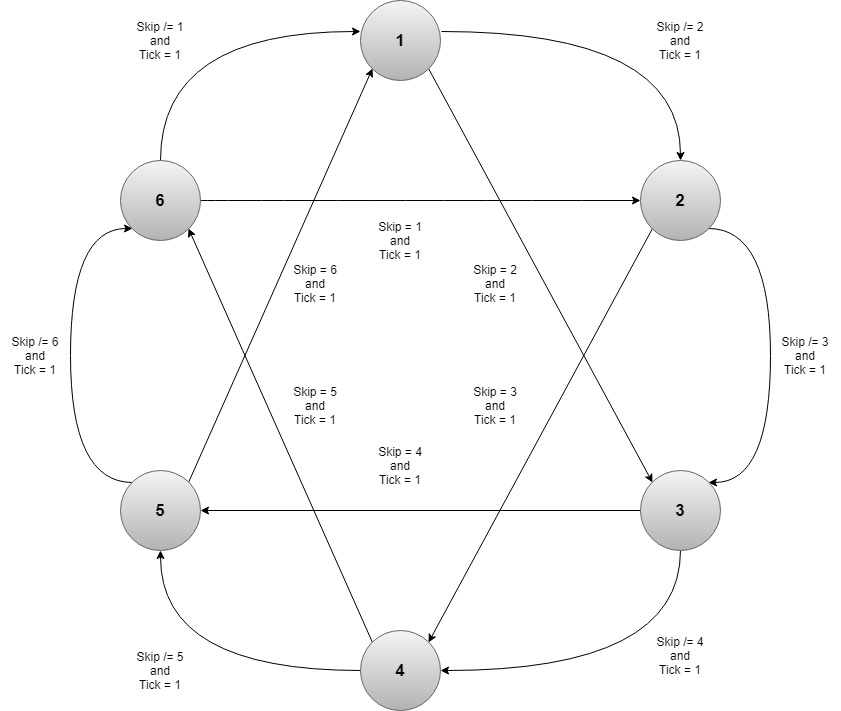 Skip /= 1
and
Tick = 1
1
Skip /= 2
and
Tick = 1
6
2
Skip = 1
and
Tick = 1
Skip = 6
and
Tick = 1
Skip = 2
and
Tick = 1
Skip /= 6
and
Tick = 1
Skip /= 3
and
Tick = 1
Skip = 5
and
Tick = 1
Skip = 3
and
Tick = 1
Skip = 4
and
Tick = 1
5
3
Skip /= 5
and
Tick = 1
4
Skip /= 4
and
Tick = 1